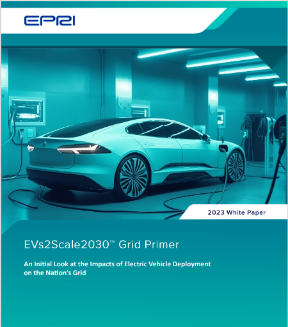 EPRI
2023 White Paper
EVs2Scale2030™ Grid Primer
An Initial Look at the Impacts of Electric Vehicle Deployment
on the Nation's Grid